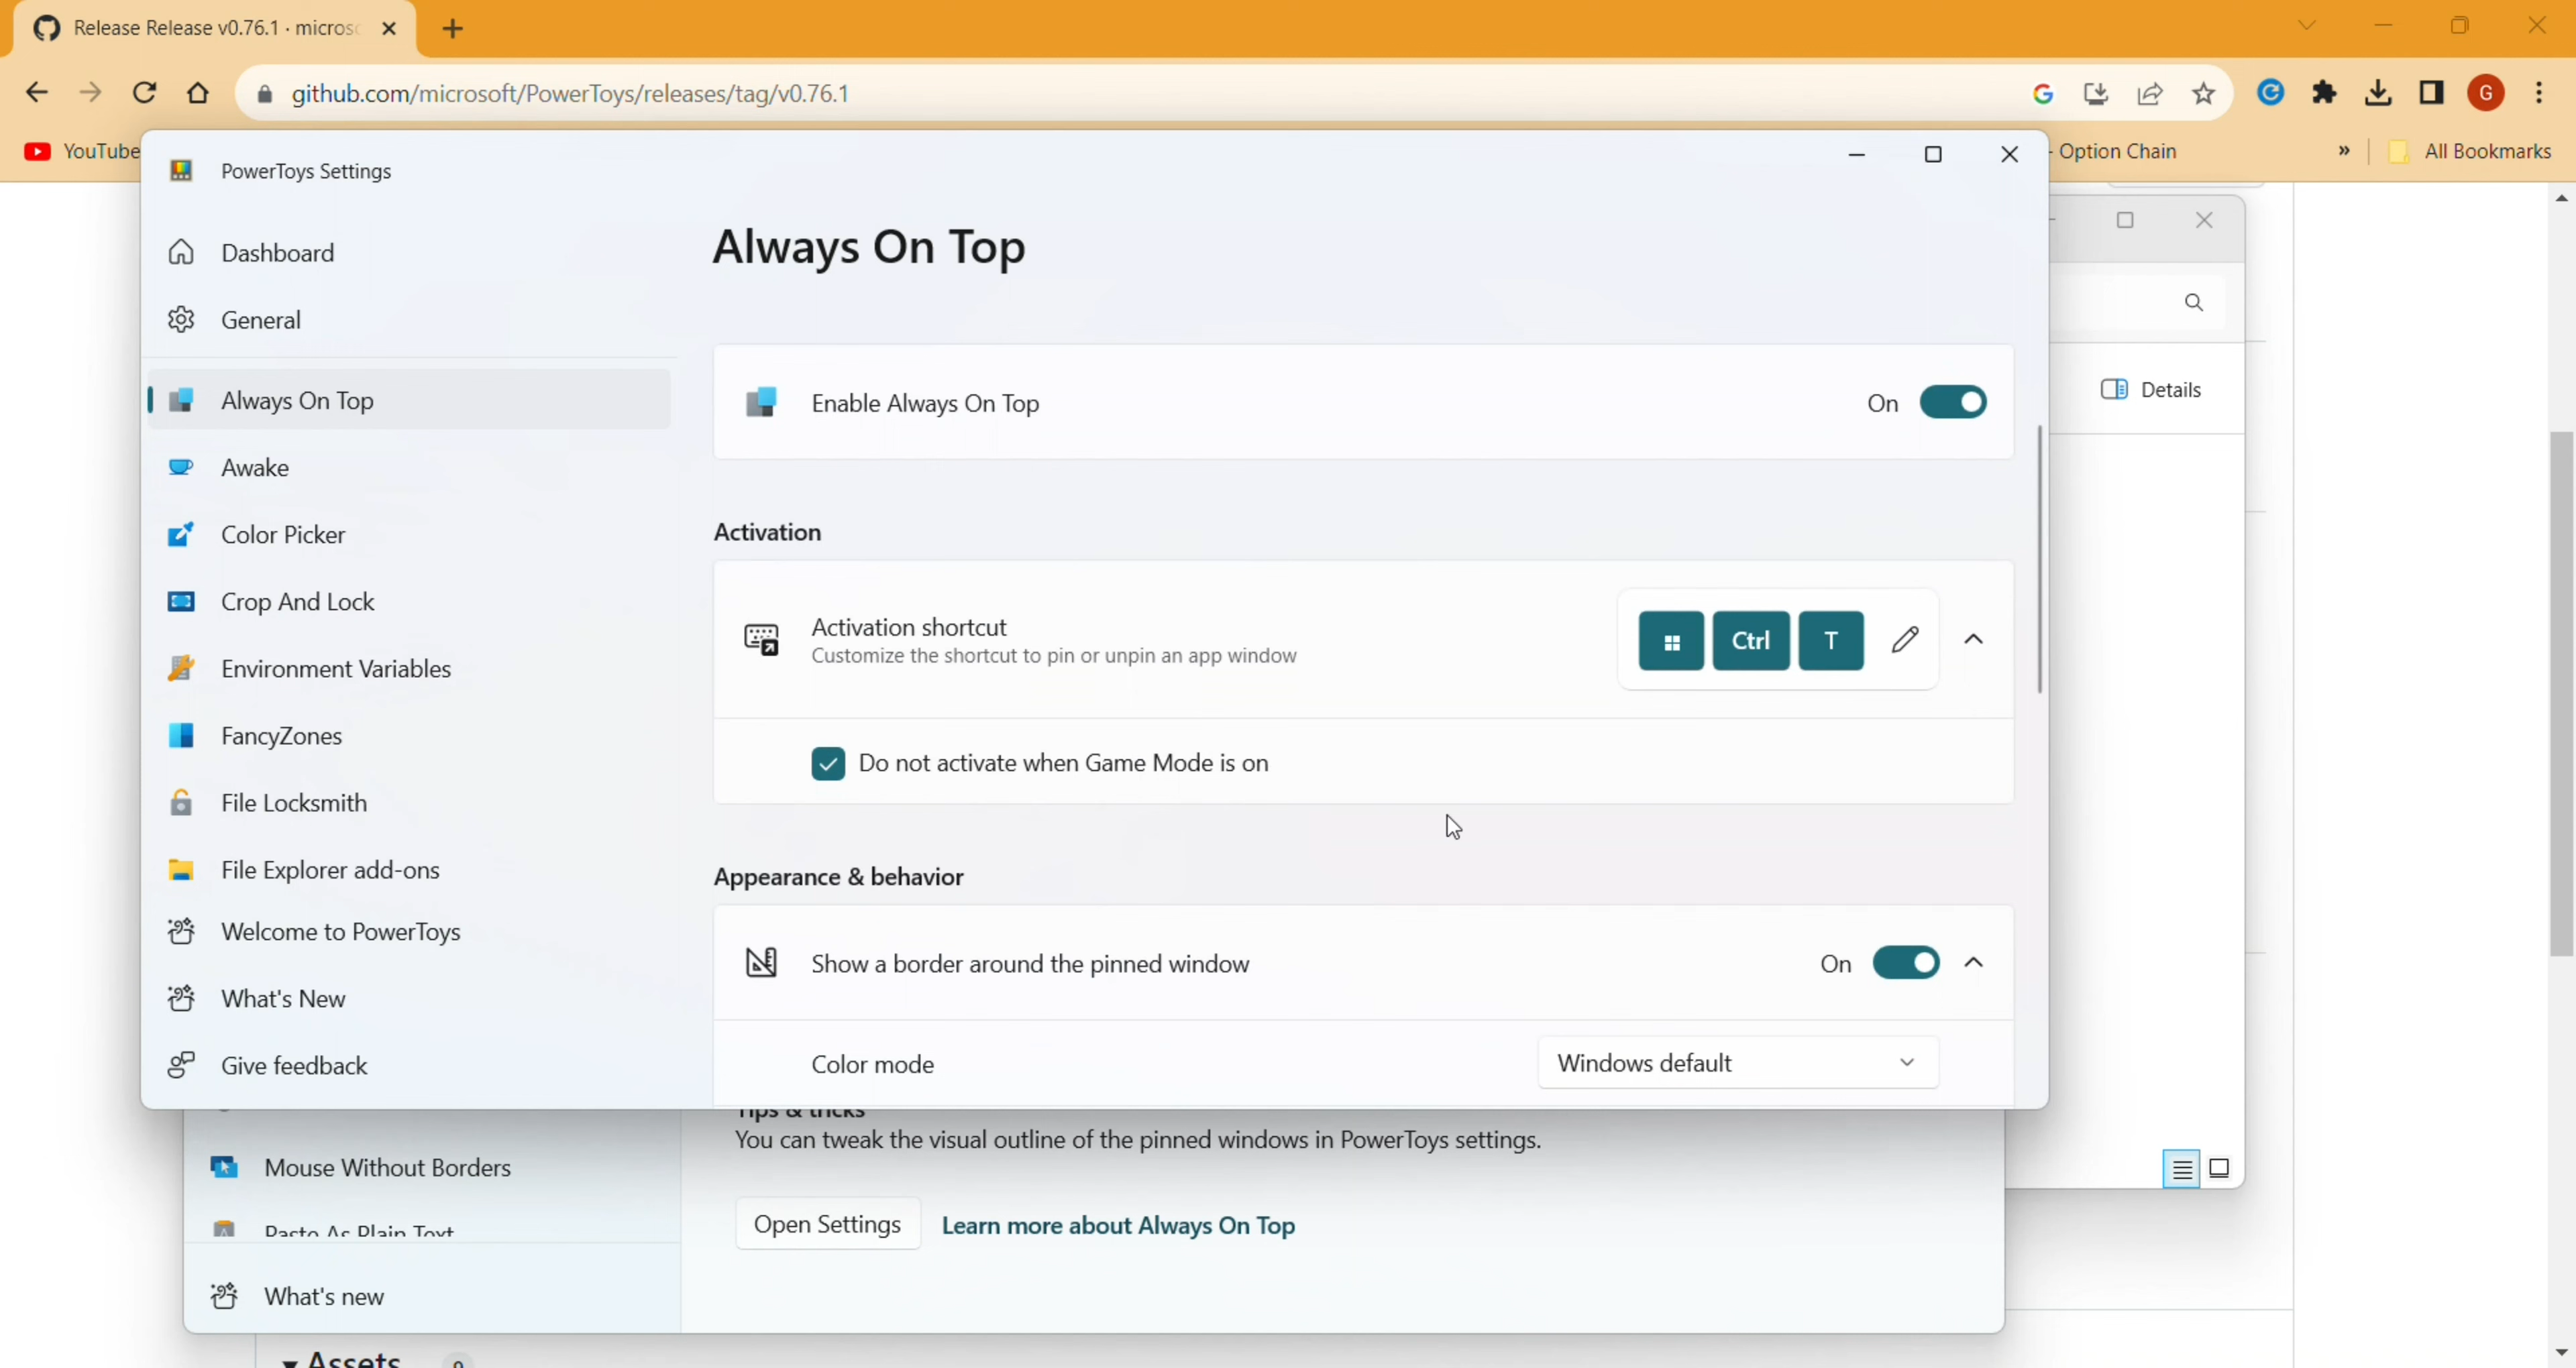 Release Release v0.76.1 · micros
github.com/microsoft/PowerToys/releases/tag/v0.76.1
G
YouTube
- Option Chain
»
All Bookmarks
PowerToys Settings
Dashboard
General
Always On Top
Awake
Color Picker
Crop And Lock
Environment Variables
FancyZones
File Locksmith
File Explorer add-ons
Welcome to PowerToys
What's New
Give feedback
Always On Top
Enable Always On Top
On
Activation
Activation shortcut
Customize the shortcut to pin or unpin an app window
Ctrl
T
Do not activate when Game Mode is on
Appearance & behavior
Show a border around the pinned window
On
Color mode
Windows default
Details
Tips & tricks
You can tweak the visual outline of the pinned windows in PowerToys settings.
Open Settings
Learn more about Always On Top
Mouse Without Borders
Paste As Plain Text
What's new
Assets